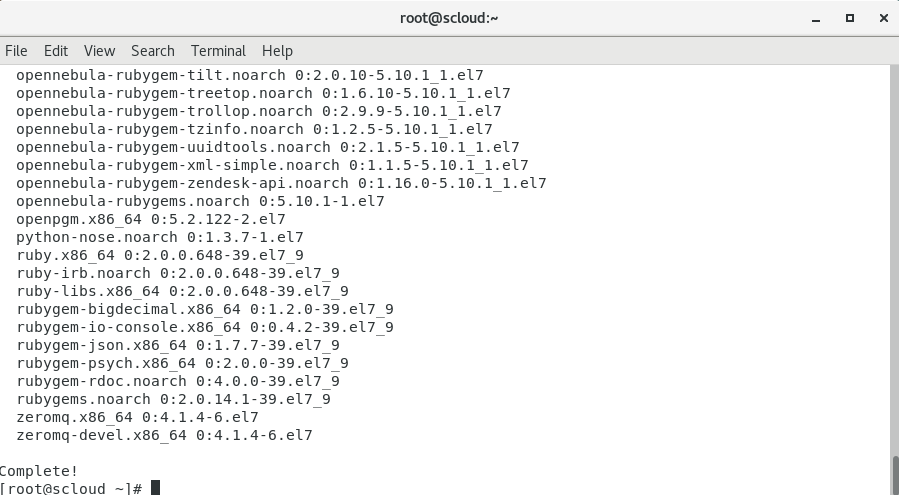 root@scloud:~
File Edit View Search Terminal Help
opennebula-rubygem-tilt.noarch 0:2.0.10-5.10.1_1.el7
opennebula-rubygem-treetop.noarch 0:1.6.10-5.10.1_1.el7
opennebula-rubygem-trollop.noarch 0:2.9.9-5.10.1_1.el7
opennebula-rubygem-tzinfo.noarch 0:1.2.5-5.10.1_1.el7
opennebula-rubygem-uuidtools.noarch 0:2.1.5-5.10.1_1.el7
opennebula-rubygem-xml-simple.noarch 0:1.1.5-5.10.1_1.el7
opennebula-rubygem-zendesk-api.noarch 0:1.16.0-5.10.1_1.el7
opennebula-rubygems.noarch 0:5.10.1-1.el7
openpgm.x86_64 0:5.2.122-2.el7
python-nose.noarch 0:1.3.7-1.el7
ruby.x86_64 0:2.0.0.648-39.el7_9
ruby-irb.noarch 0:2.0.0.648-39.el7_9
ruby-libs.x86_64 0:2.0.0.648-39.el7_9
rubygem-bigdecimal.x86_64 0:1.2.0-39.el7_9
rubygem-io-console.x86_64 0:0.4.2-39.el7_9
rubygem-json.x86_64 0:1.7.7-39.el7_9
rubygem-psych.x86_64 0:2.0.0-39.el7_9
rubygem-rdoc.noarch 0:4.0.0-39.el7_9
rubygems.noarch 0:2.0.14.1-39.el7_9
zeromq.x86_64 0:4.1.4-6.el7
zeromq-devel.x86_64 0:4.1.4-6.el7
Complete!
[root@scloud ~]#